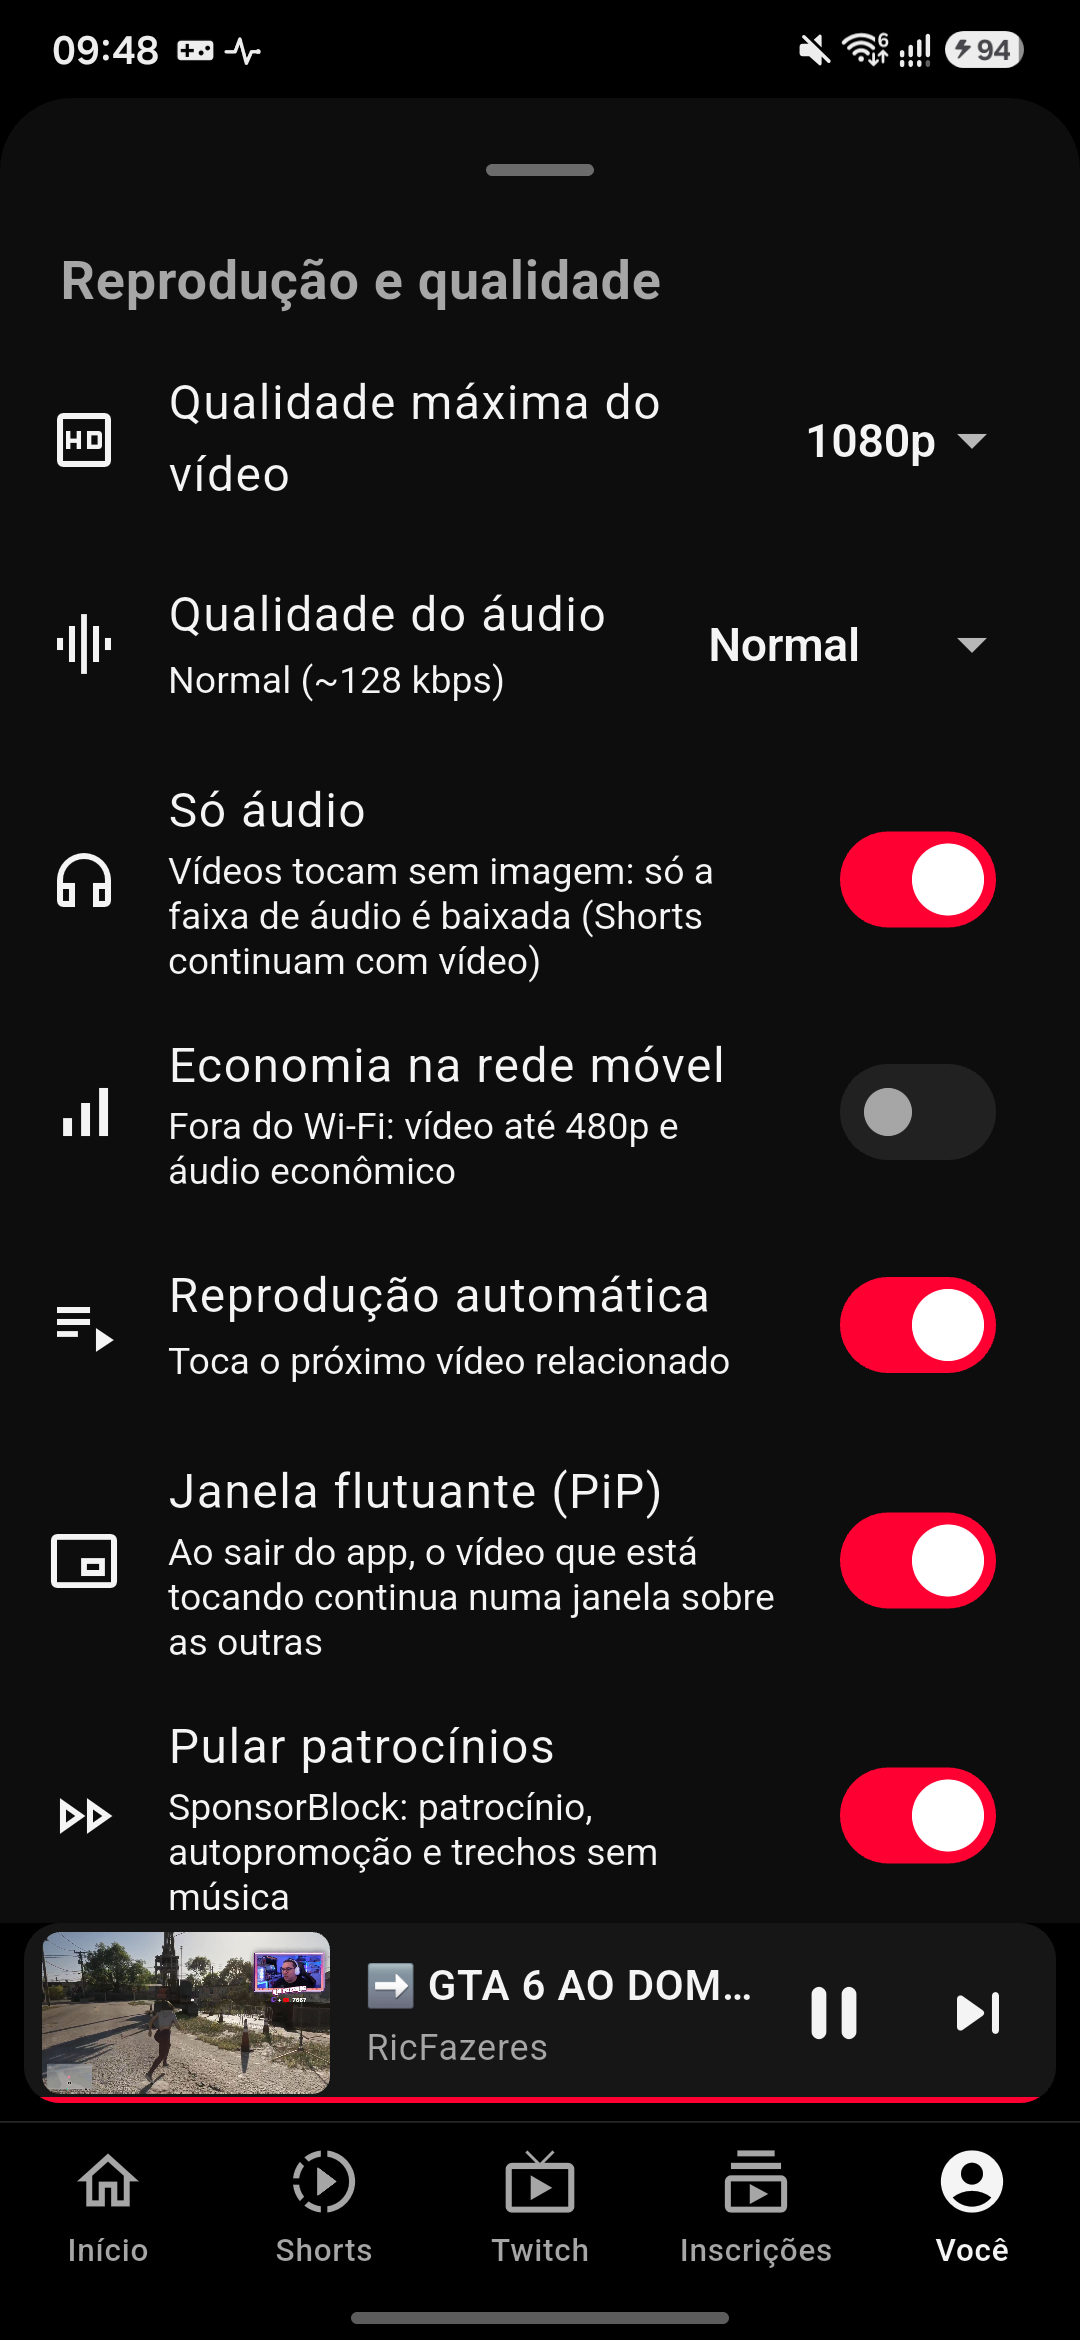 09:48
6
94
Reprodução e qualidade
Qualidade máxima do
vídeo
1080p
HD
Qualidade do áudio
Normal (~128 kbps)
Normal
Só áudio
Vídeos tocam sem imagem: só a
faixa de áudio é baixada (Shorts
continuam com vídeo)
Economia na rede móvel
Fora do Wi-Fi: vídeo até 480p e
áudio econômico
Reprodução automática
Toca o próximo vídeo relacionado
Janela flutuante (PiP)
Ao sair do app, o vídeo que está
tocando continua numa janela sobre
as outras
Pular patrocínios
SponsorBlock: patrocínio,
autopromoção e trechos sem
música
➡ GTA 6 AO DOM...
RicFazeres
Início
Shorts
Twitch
Inscrições
Você